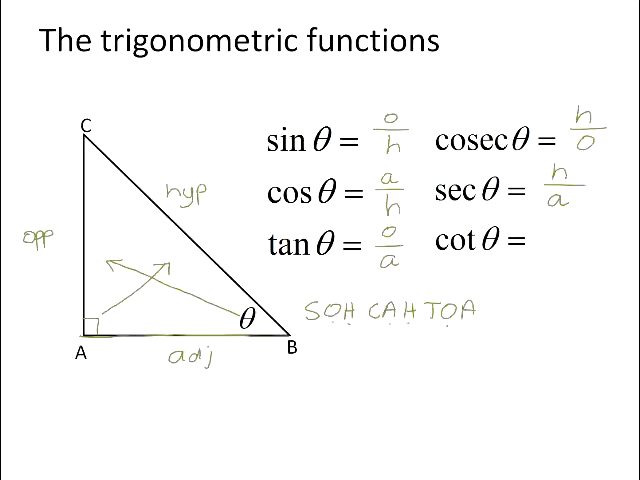 The trigonometric functions
C
sin θ = o/h
cosec θ = h/o
hyp
cos θ = a/h
sec θ = h/a
opp
tan θ = o/a
cot θ =
θ
SOH CAH TOA
A
adj
B